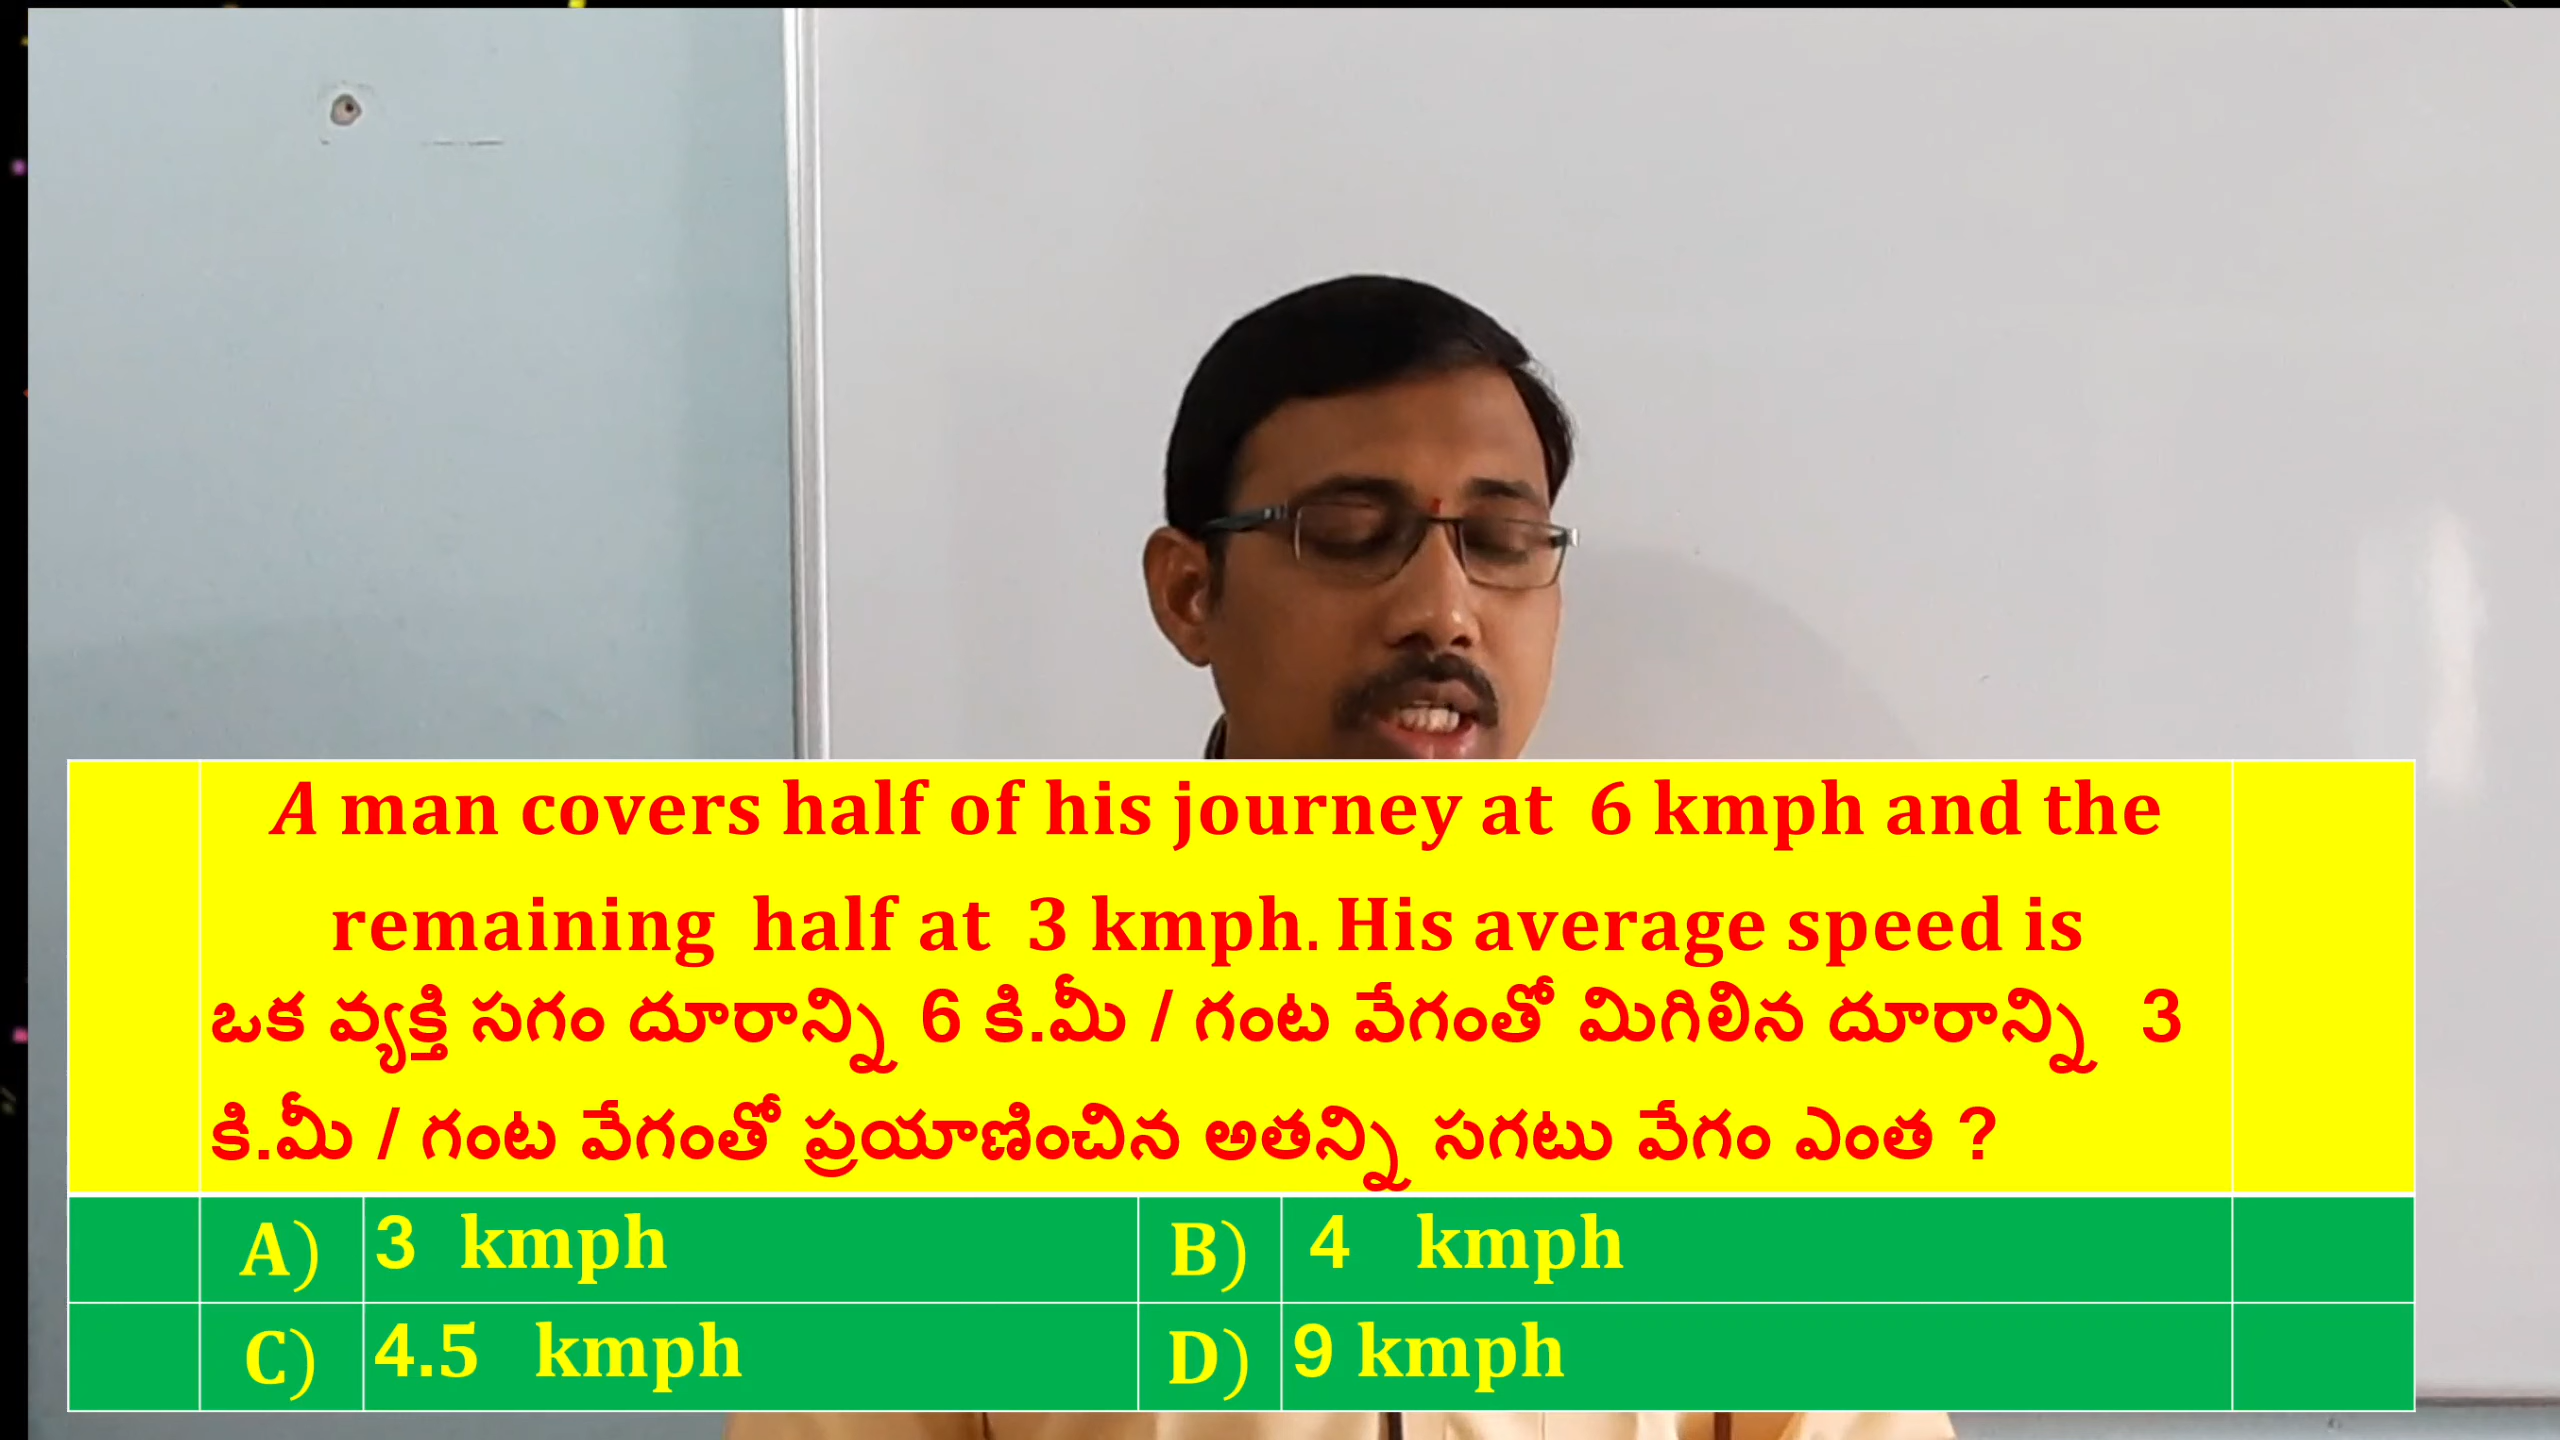 A man covers half of his journey at 6 kmph and the
remaining half at 3 kmph. His average speed is
ఒక వ్యక్తి సగం దూరాన్ని 6 కి.మీ / గంట వేగంతో మిగిలిన దూరాన్ని 3
కి.మీ / గంట వేగంతో ప్రయాణించిన అతన్ని సగటు వేగం ఎంత ?
A) 3 kmph B) 4 kmph
C) 4.5 kmph D) 9 kmph